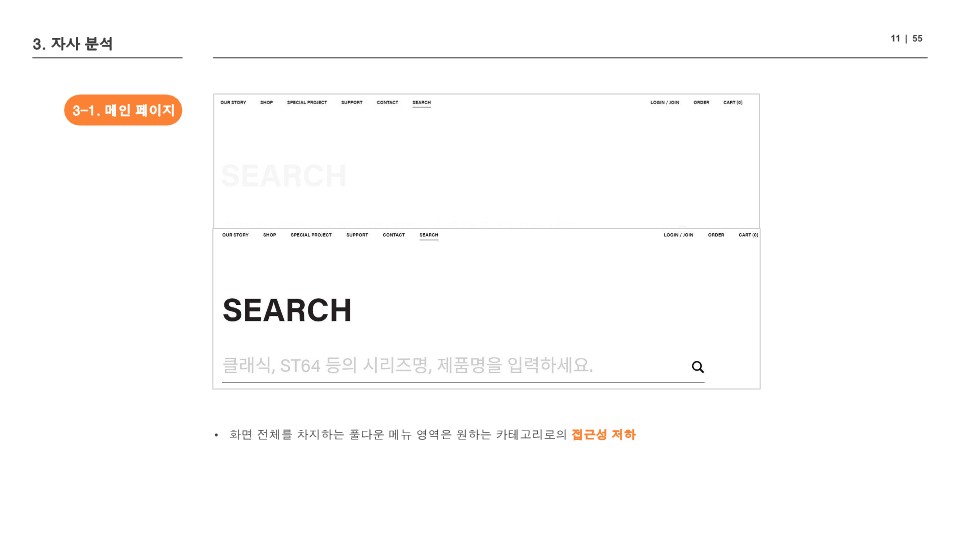 3. 자사 분석
11 | 55
3-1. 메인 페이지
OUR STORY SHOP SPECIAL PROJECT SUPPORT CONTACT SEARCH LOGIN / JOIN ORDER CART (0)
SEARCH
OUR STORY SHOP SPECIAL PROJECT SUPPORT CONTACT SEARCH LOGIN / JOIN ORDER CART (0)
SEARCH
클래식, ST64 등의 시리즈명, 제품명을 입력하세요.
• 화면 전체를 차지하는 풀다운 메뉴 영역은 원하는 카테고리로의 접근성 저하